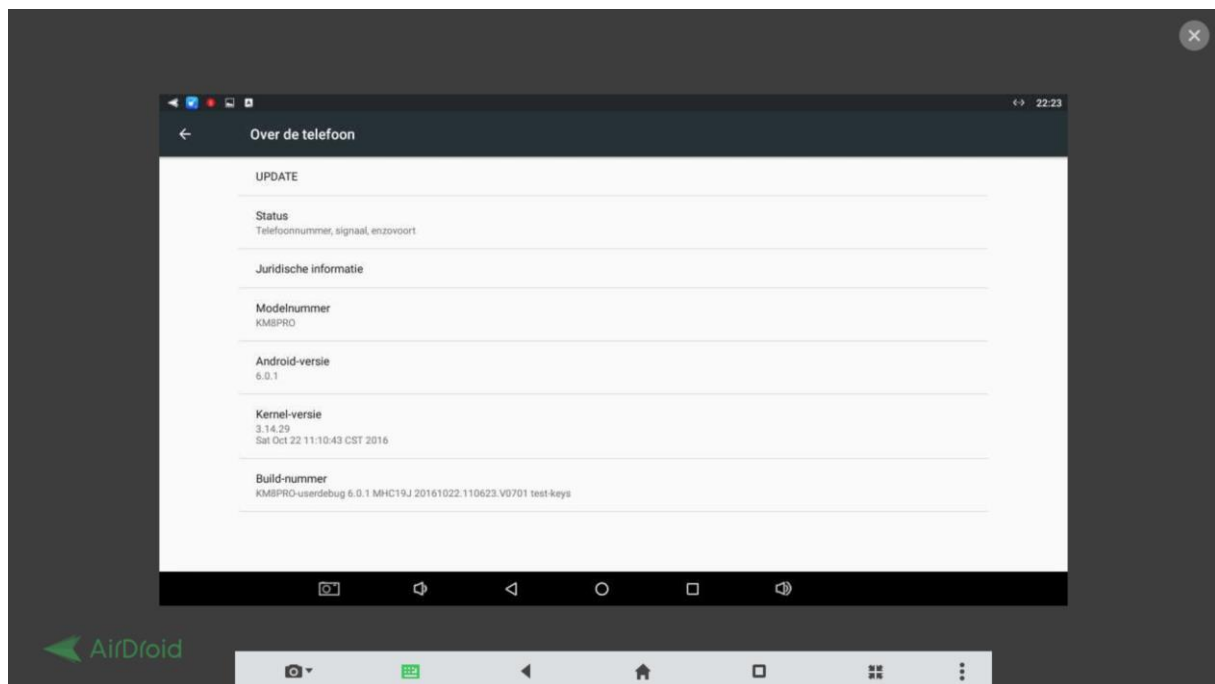 22:23
Over de telefoon
UPDATE
Status
Telefoonnummer, signaal, enzovoort
Juridische informatie
Modelnummer
KM8PRO
Android-versie
6.0.1
Kernel-versie
3.14.29
Sat Oct 22 11:10:43 CST 2016
Build-nummer
KM8PRO-userdebug 6.0.1 MHC19J 20161022.110623.V0701 test-keys
AirDroid